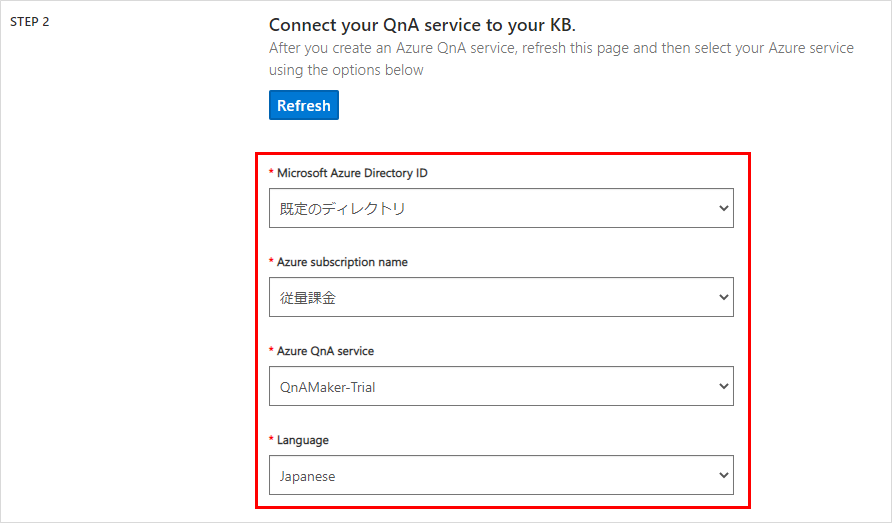 STEP 2
Connect your QnA service to your KB.
After you create an Azure QnA service, refresh this page and then select your Azure service
using the options below
Refresh
* Microsoft Azure Directory ID
既定のディレクトリ
* Azure subscription name
従量課金
* Azure QnA service
QnAMaker-Trial
* Language
Japanese